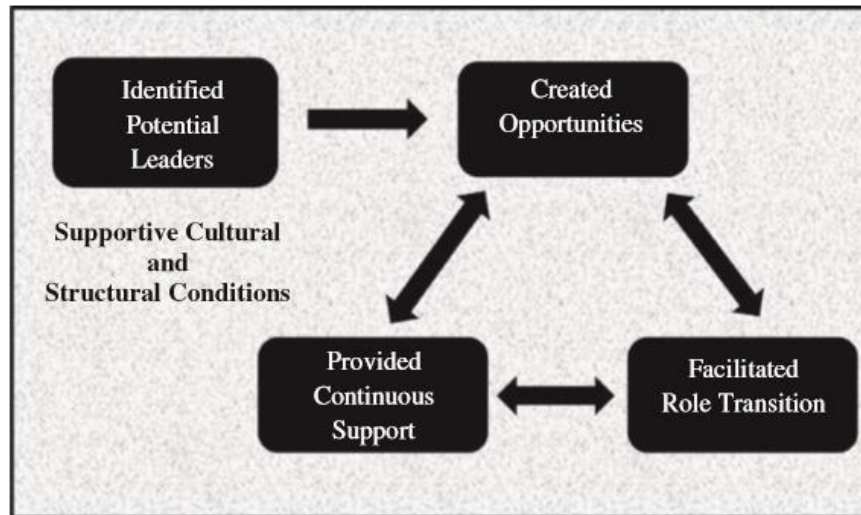 Identified
Potential
Leaders
Created
Opportunities
Supportive Cultural
and
Structural Conditions
Provided
Continuous
Support
Facilitated
Role Transition